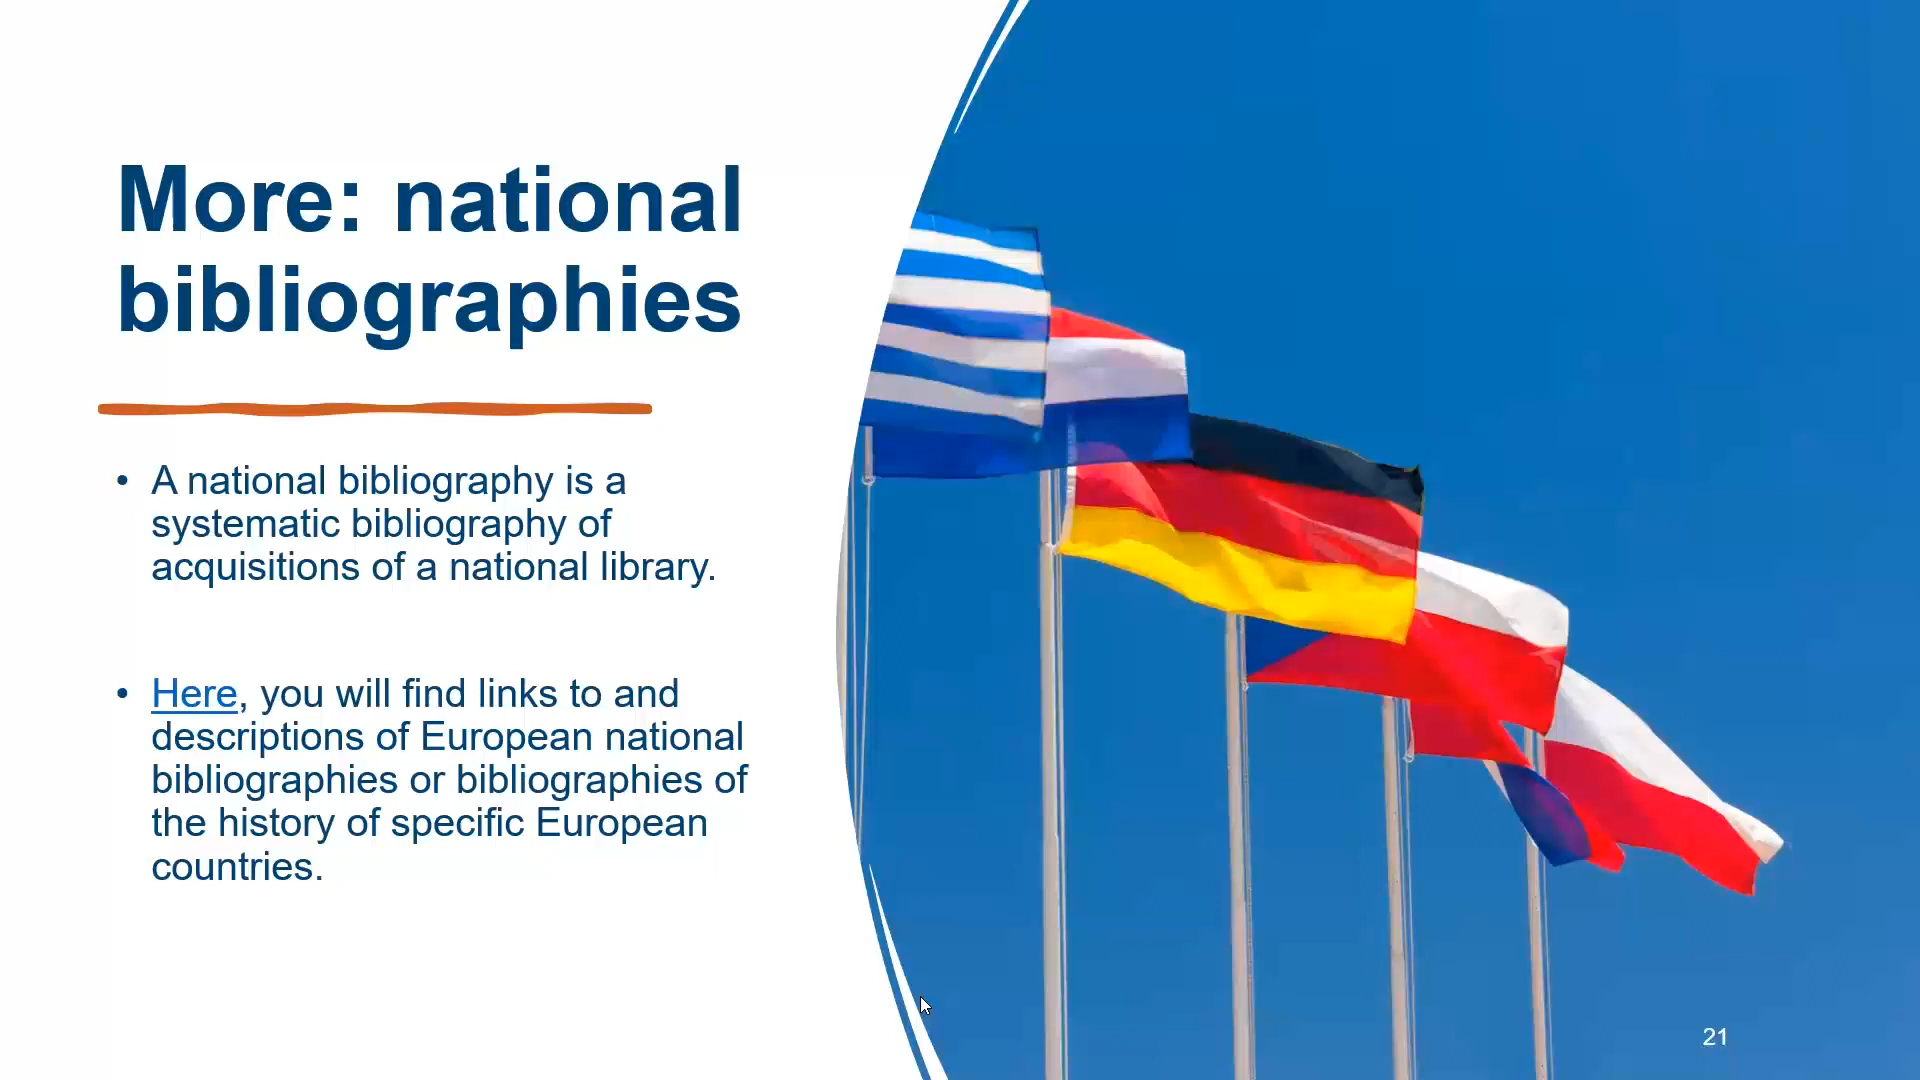 More: national
bibliographies
• A national bibliography is a
systematic bibliography of
acquisitions of a national library.
• Here, you will find links to and
descriptions of European national
bibliographies or bibliographies of
the history of specific European
countries.
21